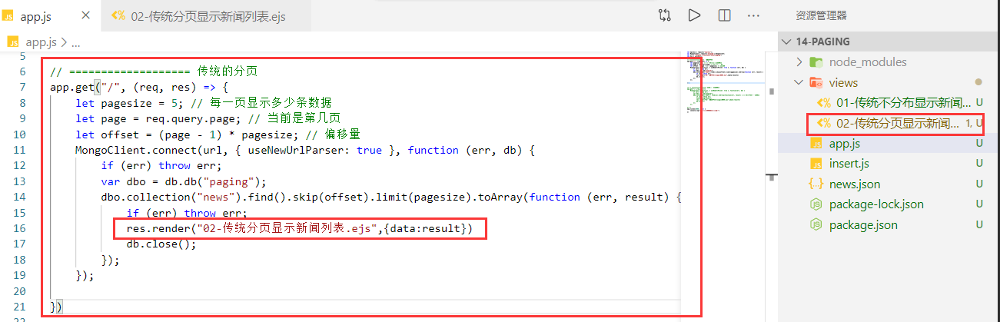 app.js
02-传统分页显示新闻列表.ejs
资源管理器
app.js > ...
14-PAGING
5
6 // =================== 传统的分页
7 app.get("/", (req, res) => {
8 let pagesize = 5; // 每一页显示多少条数据
9 let page = req.query.page; // 当前是第几页
10 let offset = (page - 1) * pagesize; // 偏移量
11 MongoClient.connect(url, { useNewUrlParser: true }, function (err, db) {
12 if (err) throw err;
13 var dbo = db.db("paging");
14 dbo.collection("news").find().skip(offset).limit(pagesize).toArray(function (err, result) {
15 if (err) throw err;
16 res.render("02-传统分页显示新闻列表.ejs",{data:result})
17 db.close();
18 });
19 });
20
21 })
22
node_modules
views
01-传统不分布显示新闻... U
02-传统分页显示新闻... 1, U
app.js U
insert.js U
news.json U
package-lock.json U
package.json U